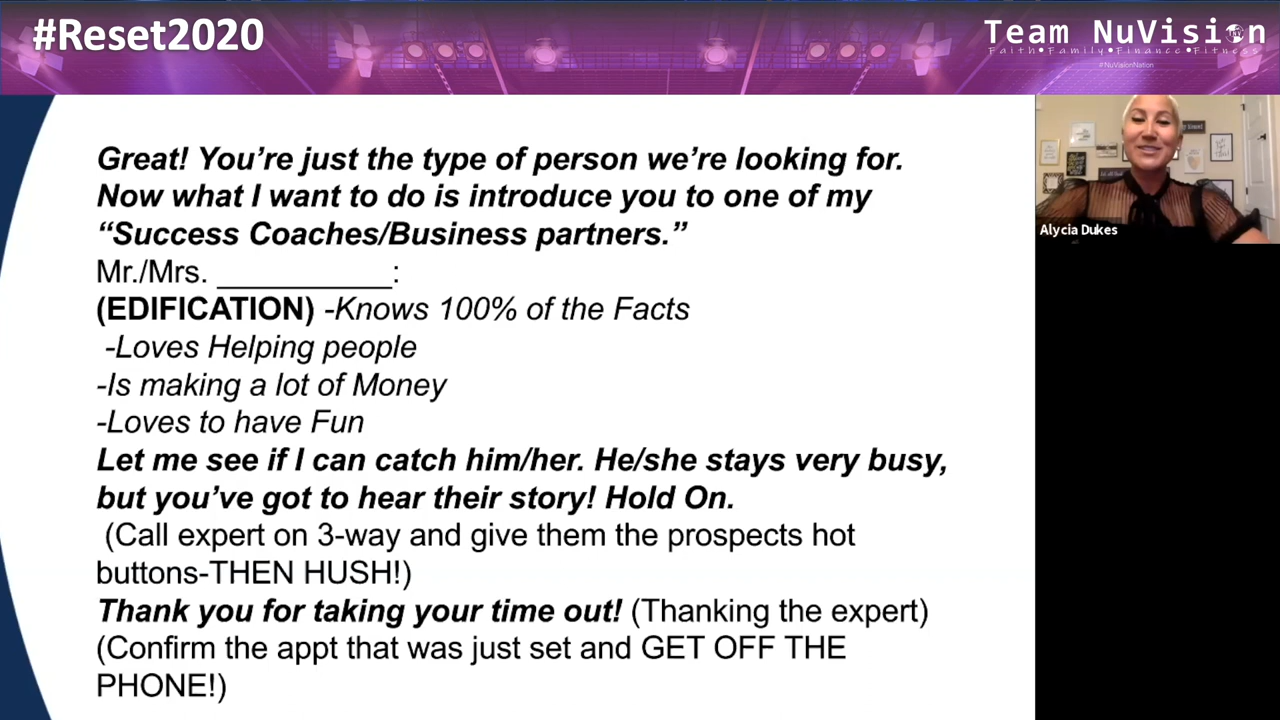 #Reset2020
Team NuVision
Faith•Family•Finance•Fitness
#NuVisionNation
Great! You’re just the type of person we’re looking for.
Now what I want to do is introduce you to one of my
“Success Coaches/Business partners.”
Mr./Mrs. __________:
(EDIFICATION) -Knows 100% of the Facts
-Loves Helping people
-Is making a lot of Money
-Loves to have Fun
Let me see if I can catch him/her. He/she stays very busy,
but you’ve got to hear their story! Hold On.
(Call expert on 3-way and give them the prospects hot
buttons-THEN HUSH!)
Thank you for taking your time out! (Thanking the expert)
(Confirm the appt that was just set and GET OFF THE
PHONE!)
Alycia Dukes